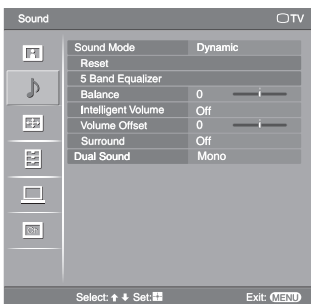 Sound TV
Sound Mode Dynamic
Reset
5 Band Equalizer
Balance 0
Intelligent Volume Off
Volume Offset 0
Surround Off
Dual Sound Mono
Select: Set: Exit: MENU